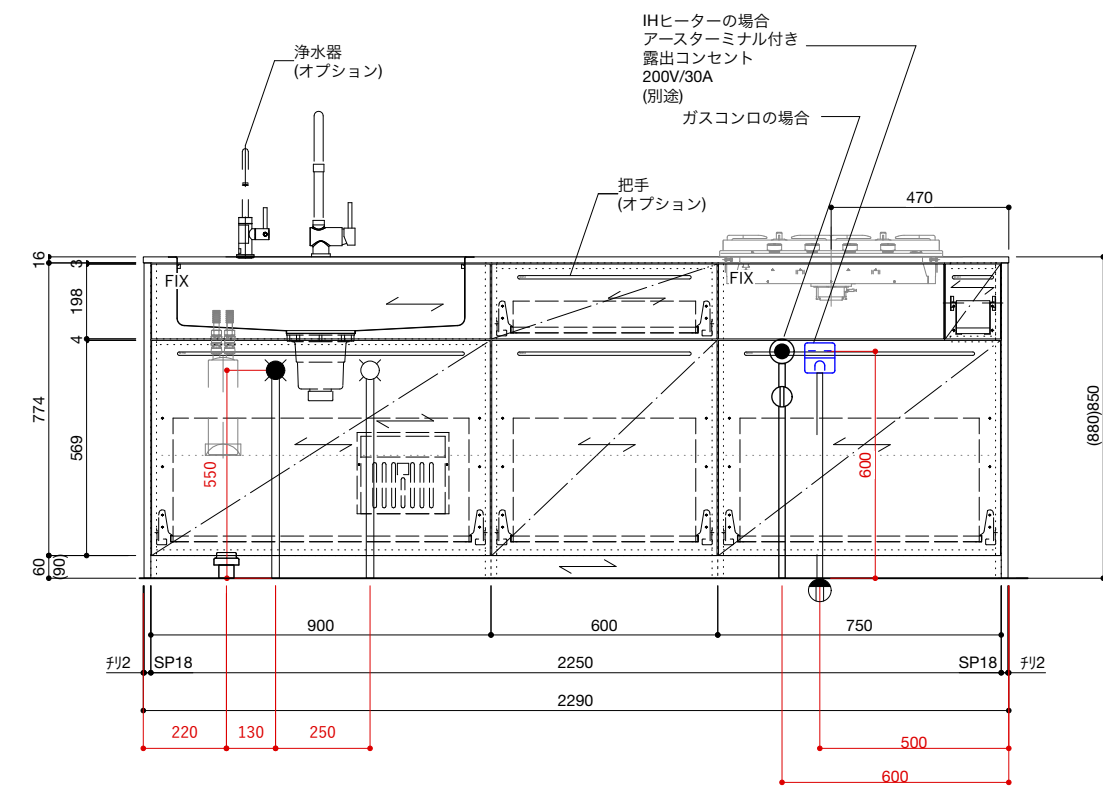 IHヒーターの場合
アースターミナル付き
露出コンセント
200V/30A
(別途)
ガスコンロの場合
浄水器
(オプション)
把手
(オプション)
470
16
3
198
4
774
569
60
(90)
(880)850
FIX
FIX
550
600
900
600
750
チリ2
SP18
2250
SP18
チリ2
2290
220
130
250
500
600